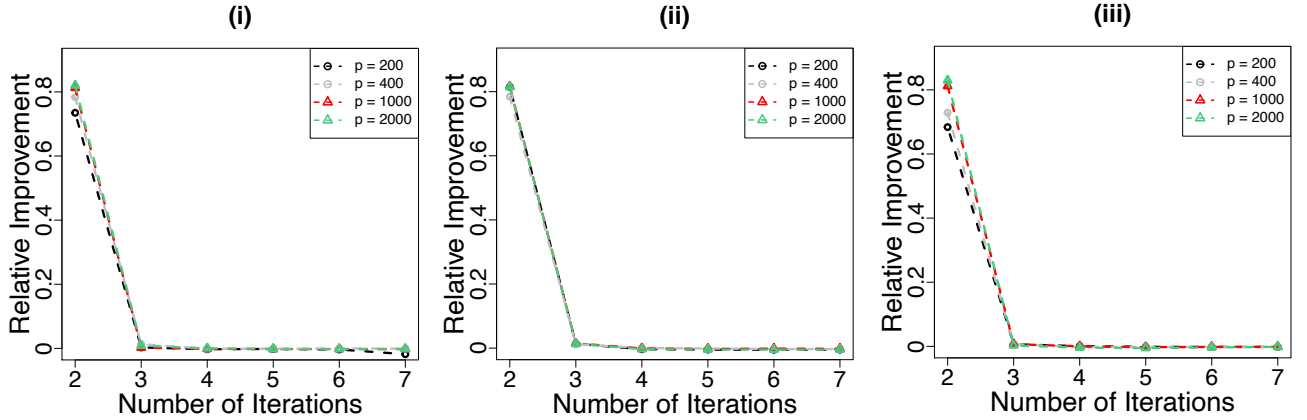 (i)
Relative Improvement
0 0.2 0.4 0.6 0.8
p = 200
p = 400
p = 1000
p = 2000
2 3 4 5 6 7
Number of Iterations
(ii)
Relative Improvement
0 0.2 0.4 0.6 0.8
p = 200
p = 400
p = 1000
p = 2000
2 3 4 5 6 7
Number of Iterations
(iii)
Relative Improvement
0 0.2 0.4 0.6 0.8
p = 200
p = 400
p = 1000
p = 2000
2 3 4 5 6 7
Number of Iterations